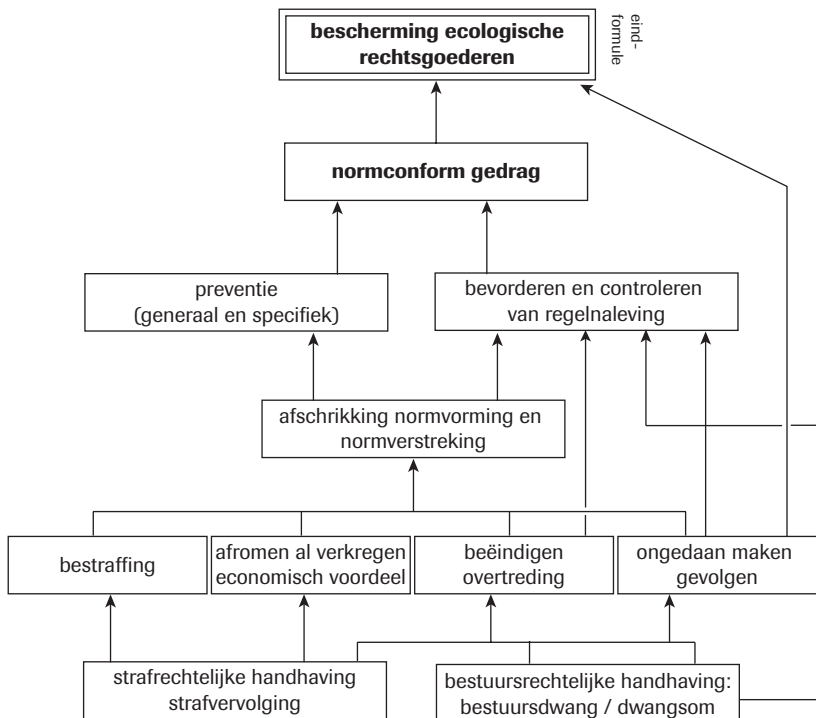 bescherming ecologische
rechtsgoederen
eind-
formule
normconform gedrag
preventie
(generaal en specifiek)
bevorderen en controleren
van regelnaleving
afschrikking normvorming en
normverstreking
bestraffing
afromen al verkregen
economisch voordeel
beëindigen
overtreding
ongedaan maken
gevolgen
strafrechtelijke handhaving
strafvervolging
bestuursrechtelijke handhaving:
bestuursdwang / dwangsom